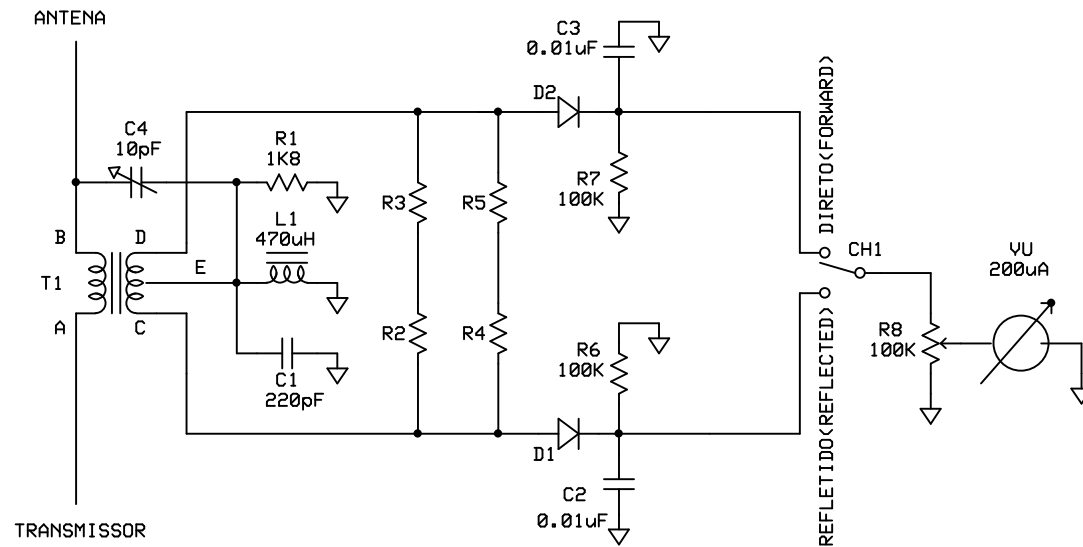 ANTENA
C3
0.01uF
D2
C4
10pF
R1
1K8
R3
R5
R7
100K
DIRETO(FORWARD)
L1
470uH
B
D
E
T1
A
C
CH1
YU
200uA
R2
R4
R6
100K
R8
100K
C1
220pF
D1
C2
0.01uF
REFLETIDO(REFLECTED)
TRANSMISSOR